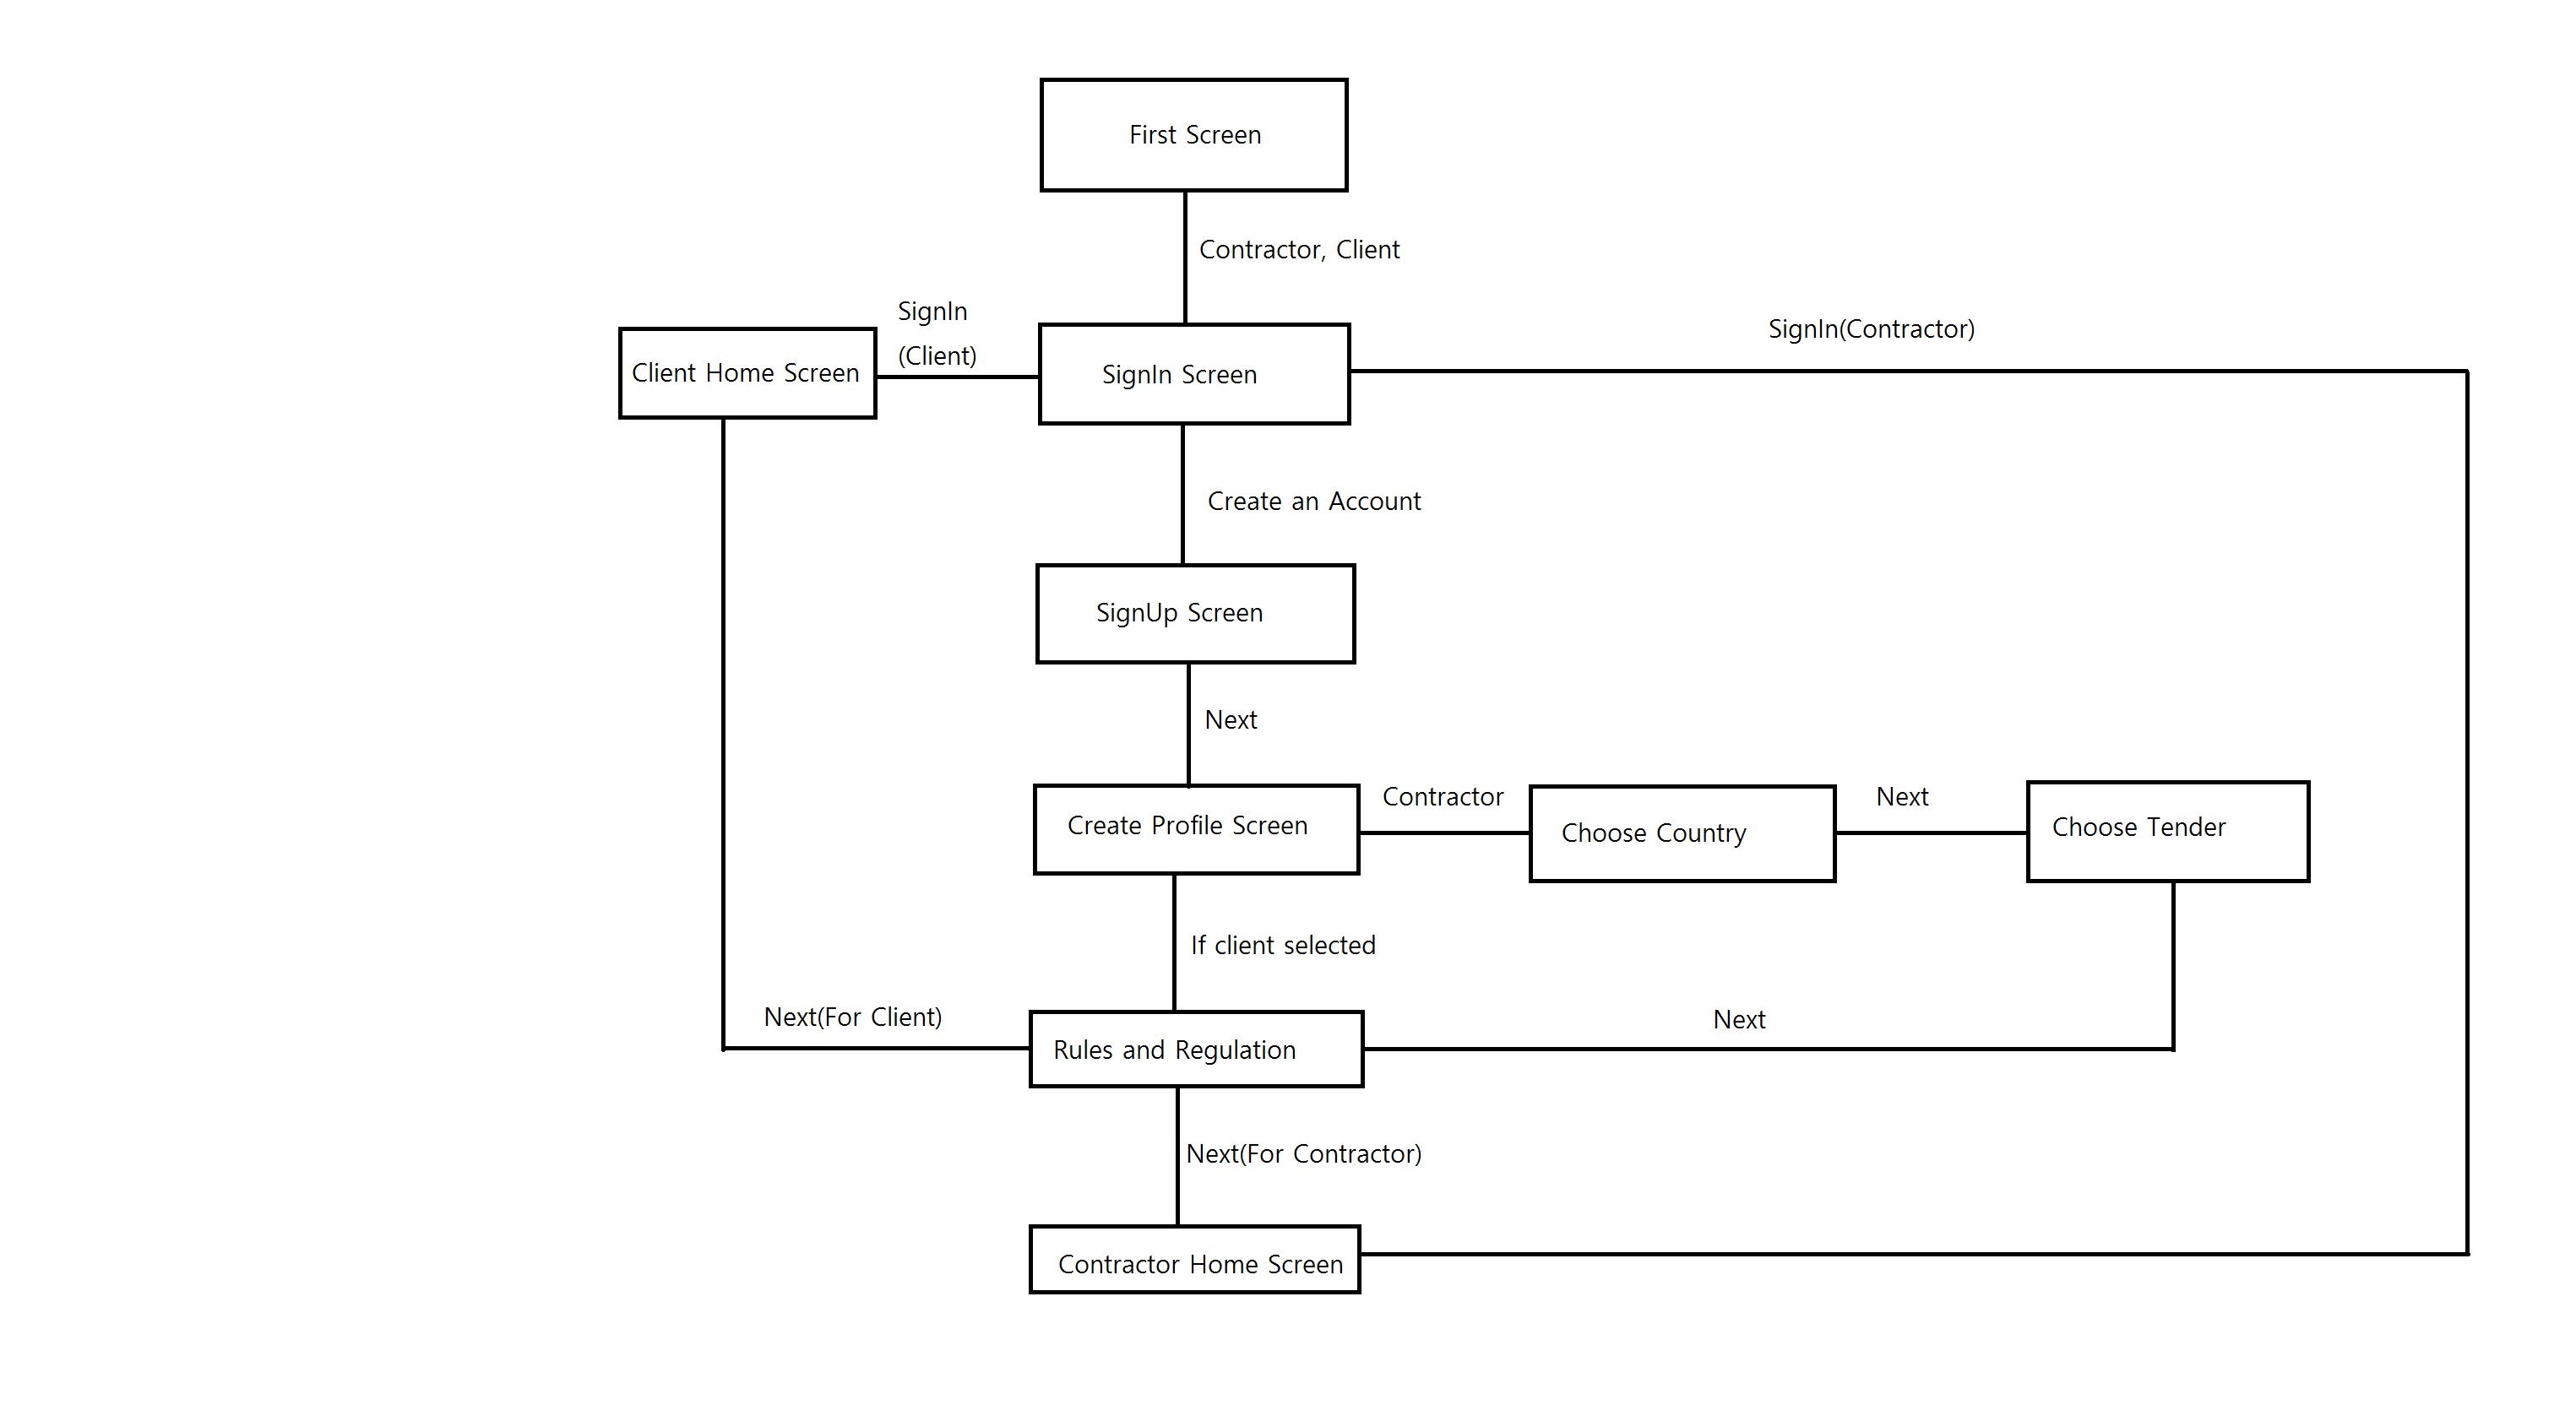 First Screen
Contractor, Client
SignIn
(Client)
SignIn(Contractor)
Client Home Screen
SignIn Screen
Create an Account
SignUp Screen
Next
Contractor
Next
Create Profile Screen
Choose Country
Choose Tender
If client selected
Next(For Client)
Next
Rules and Regulation
Next(For Contractor)
Contractor Home Screen